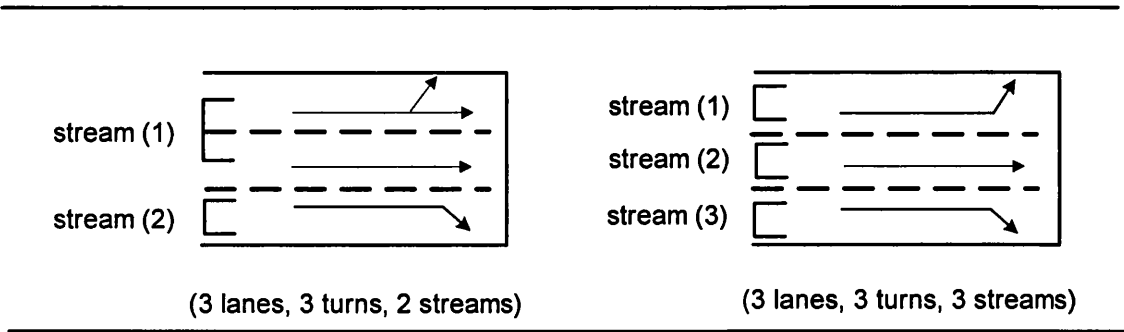 stream (1)
stream (2)
(3 lanes, 3 turns, 2 streams)
stream (1)
stream (2)
stream (3)
(3 lanes, 3 turns, 3 streams)